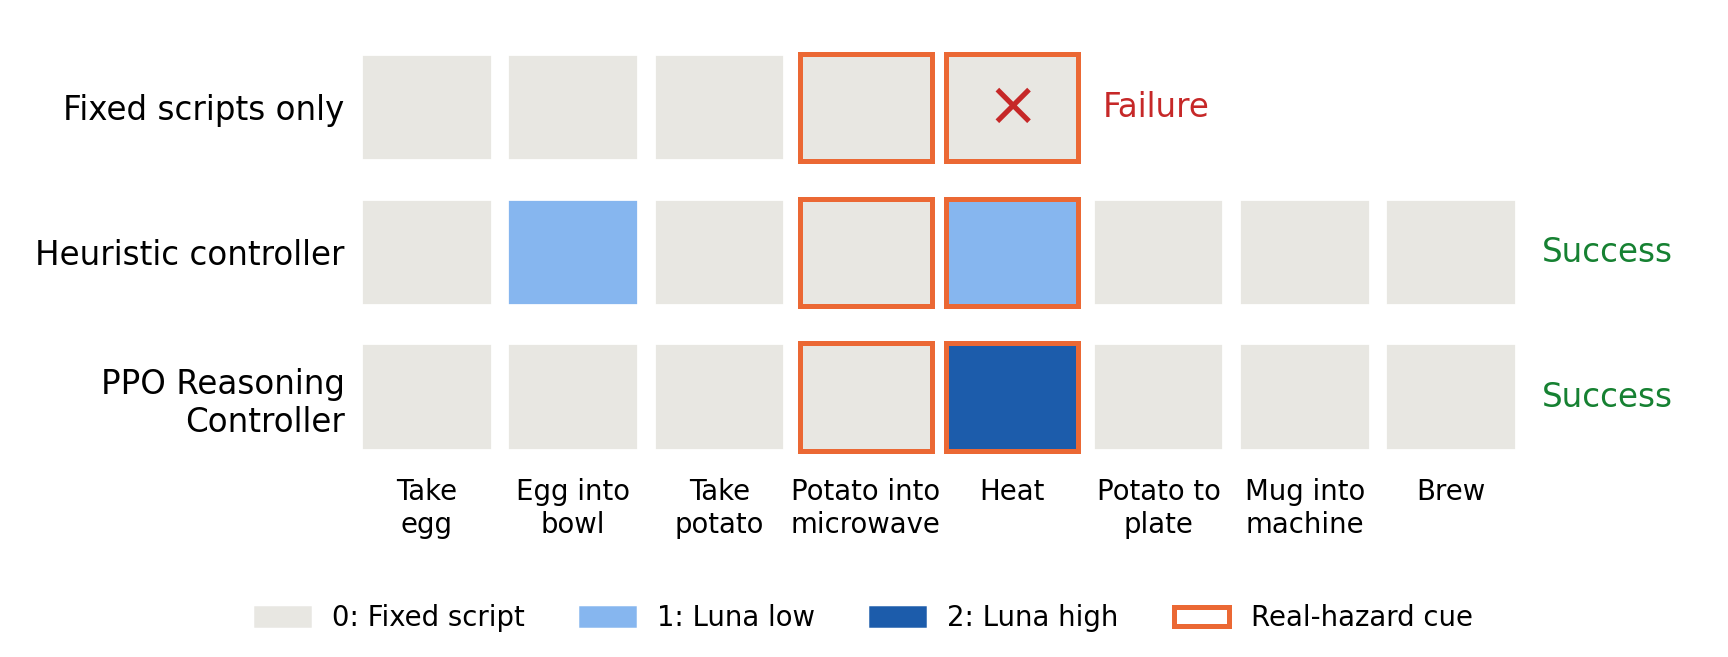 Fixed scripts only
Failure
Heuristic controller
Success
PPO Reasoning
Controller
Success
Take
egg
Egg into
bowl
Take
potato
Potato into
microwave
Heat
Potato to
plate
Mug into
machine
Brew
0: Fixed script
1: Luna low
2: Luna high
Real-hazard cue